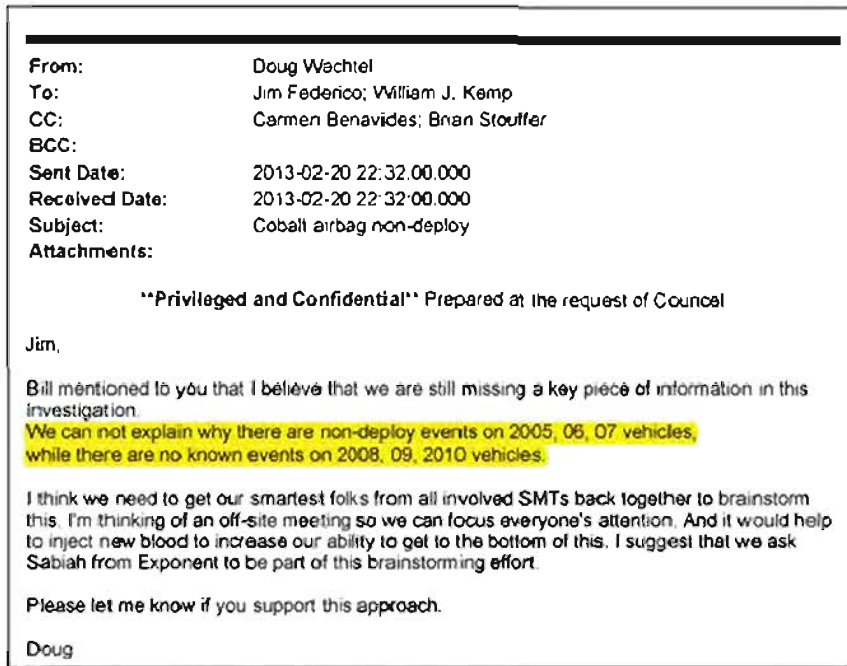 From: Doug Wachtel
To: Jim Federico; William J. Kemp
CC: Carmen Benavides; Brian Stouffer
BCC:
Sent Date: 2013-02-20 22:32:00.000
Received Date: 2013-02-20 22:32:00.000
Subject: Cobalt airbag non-deploy
Attachments:
**Privileged and Confidential** Prepared at the request of Councel
Jim,
Bill mentioned to you that I believe that we are still missing a key piece of information in this
investigation.
We can not explain why there are non-deploy events on 2005, 06, 07 vehicles,
while there are no known events on 2008, 09, 2010 vehicles.
I think we need to get our smartest folks from all involved SMTs back together to brainstorm
this. I'm thinking of an off-site meeting so we can focus everyone's attention. And it would help
to inject new blood to increase our ability to get to the bottom of this. I suggest that we ask
Sabiah from Exponent to be part of this brainstorming effort.
Please let me know if you support this approach.
Doug